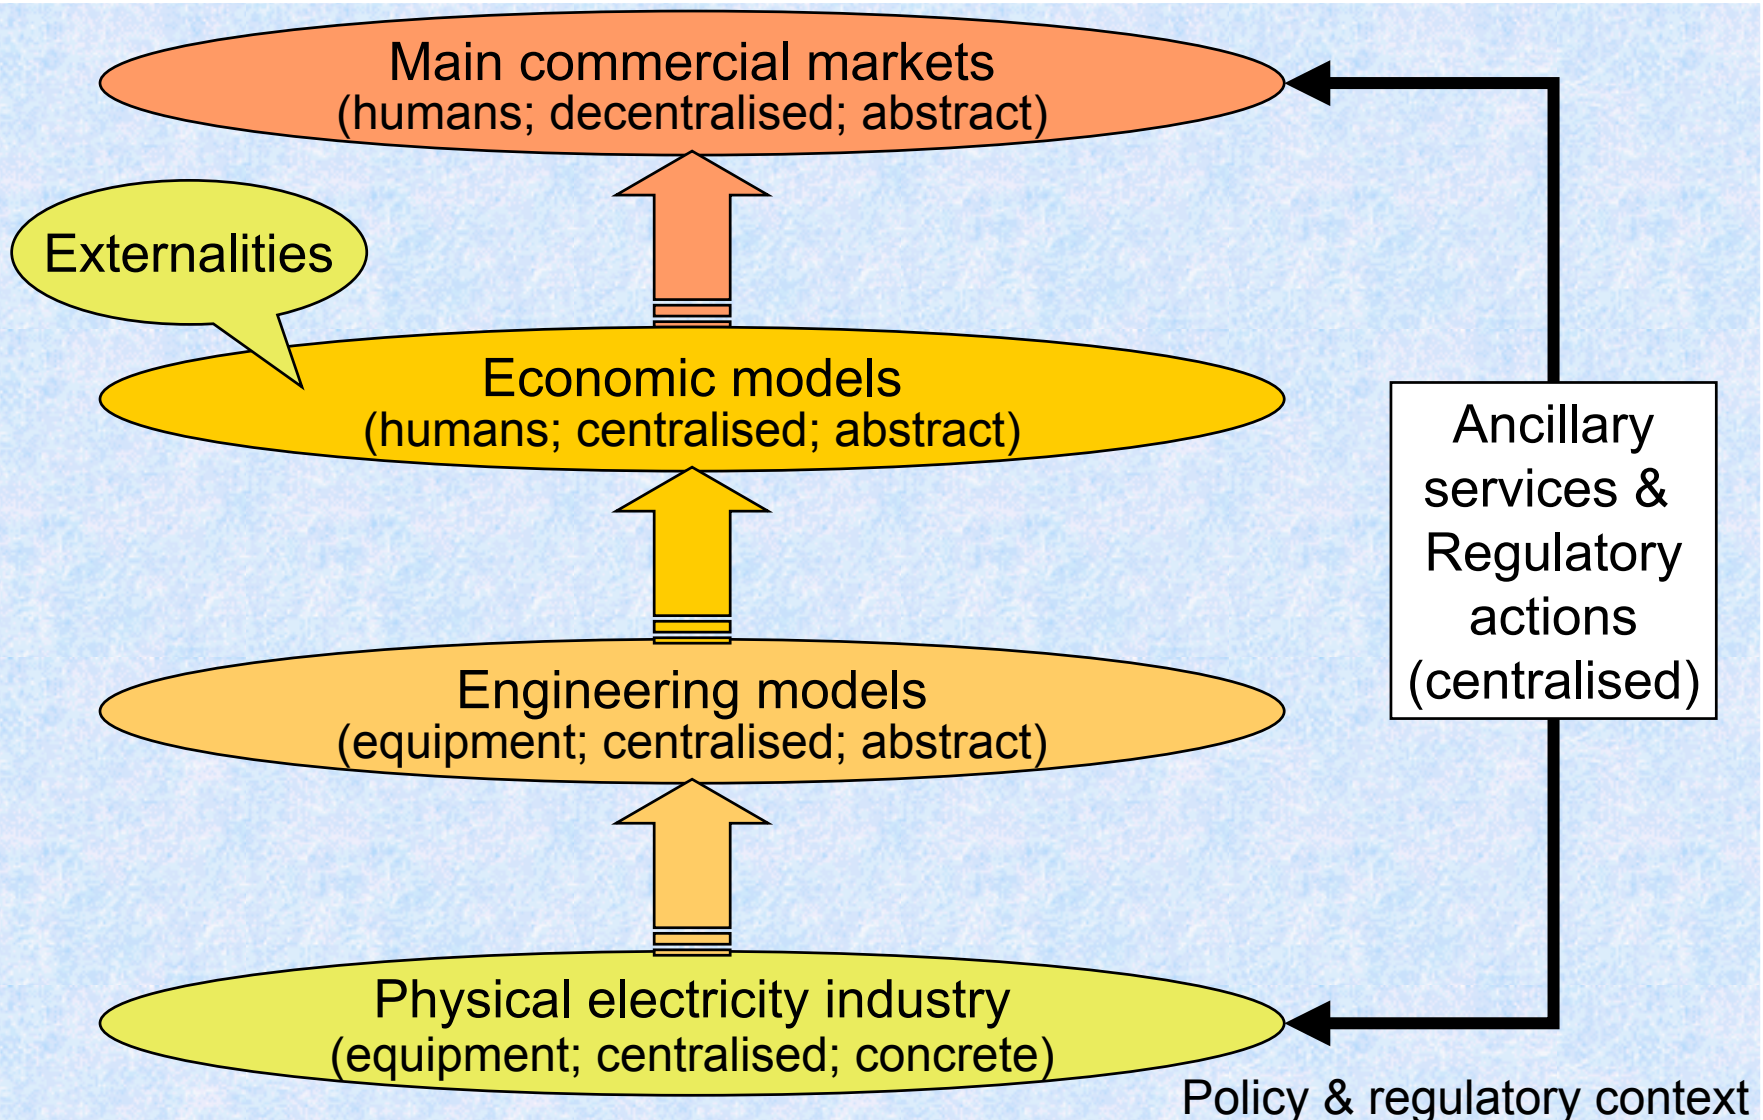 Main commercial markets
(humans; decentralised; abstract)
Externalities
Economic models
(humans; centralised; abstract)
Ancillary
services &
Regulatory
actions
(centralised)
Engineering models
(equipment; centralised; abstract)
Physical electricity industry
(equipment; centralised; concrete)
Policy & regulatory context